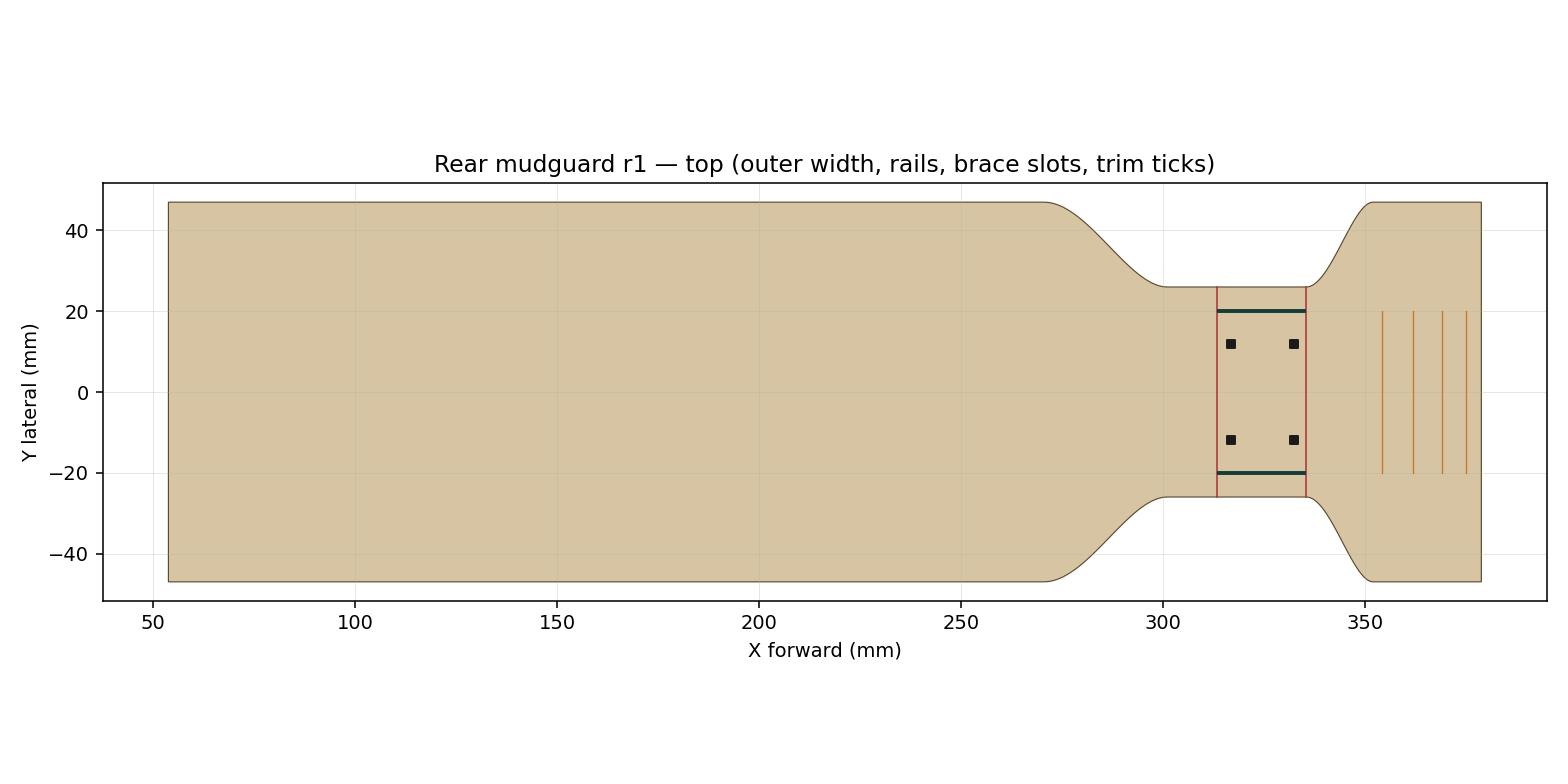 Rear mudguard r1 — top (outer width, rails, brace slots, trim ticks)
Y lateral (mm)
40
20
0
−20
−40
50 100 150 200 250 300 350
X forward (mm)